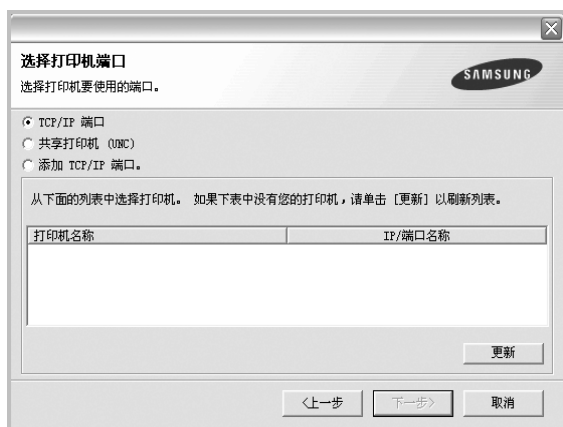 选择打印机端口
选择打印机要使用的端口。
SAMSUNG
TCP/IP 端口
共享打印机 (UNC)
添加 TCP/IP 端口。
从下面的列表中选择打印机。 如果下表中没有您的打印机，请单击 [更新] 以刷新列表。
打印机名称 IP/端口名称
更新
<上一步 下一步> 取消